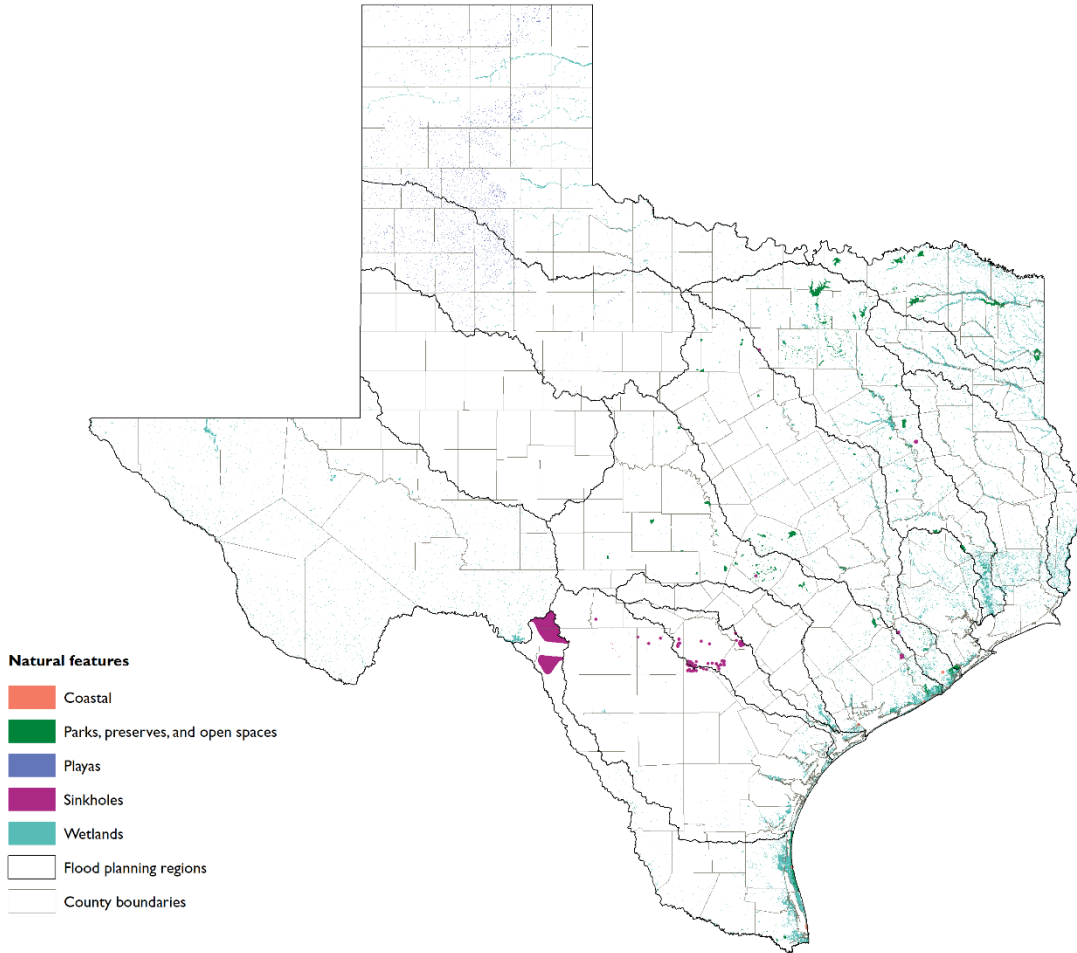 Natural features
Coastal
Parks, preserves, and open spaces
Playas
Sinkholes
Wetlands
Flood planning regions
County boundaries